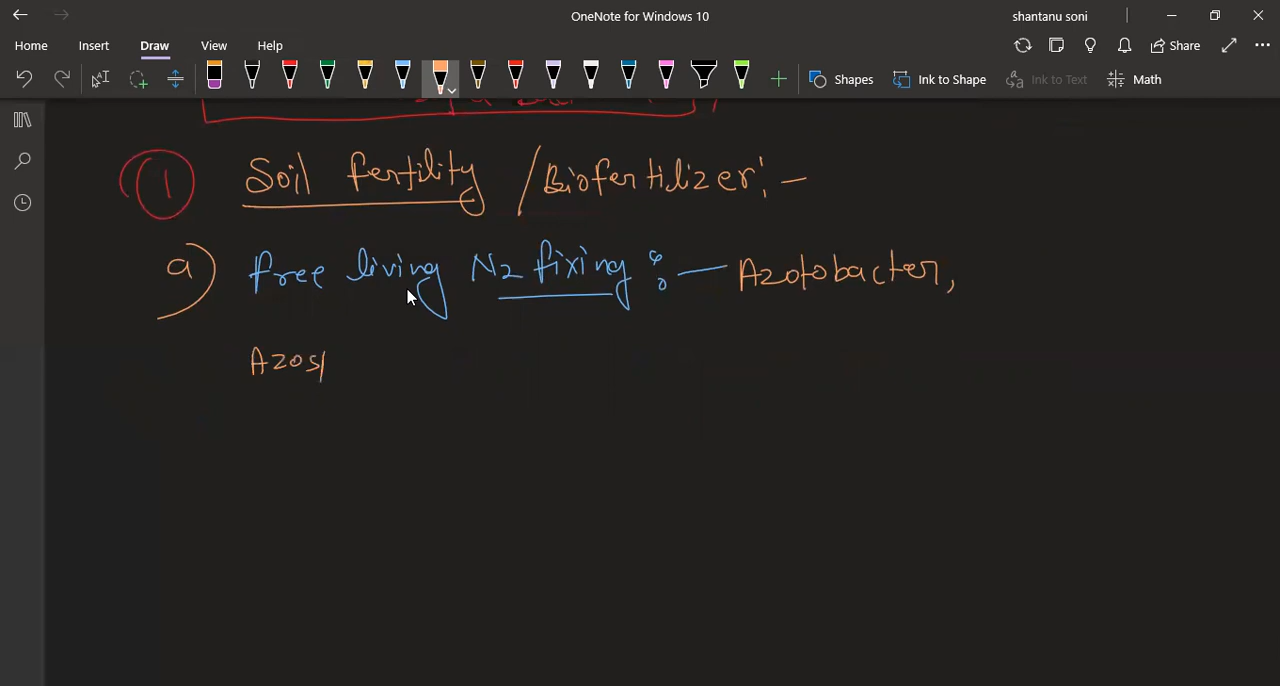 OneNote for Windows 10
shantanu soni
Home Insert Draw View Help
Share
Shapes Ink to Shape Ink to Text Math
1 Soil fertility / Biofertilizer :-
a) free living N2 fixing :- Azotobacter,
Azosp